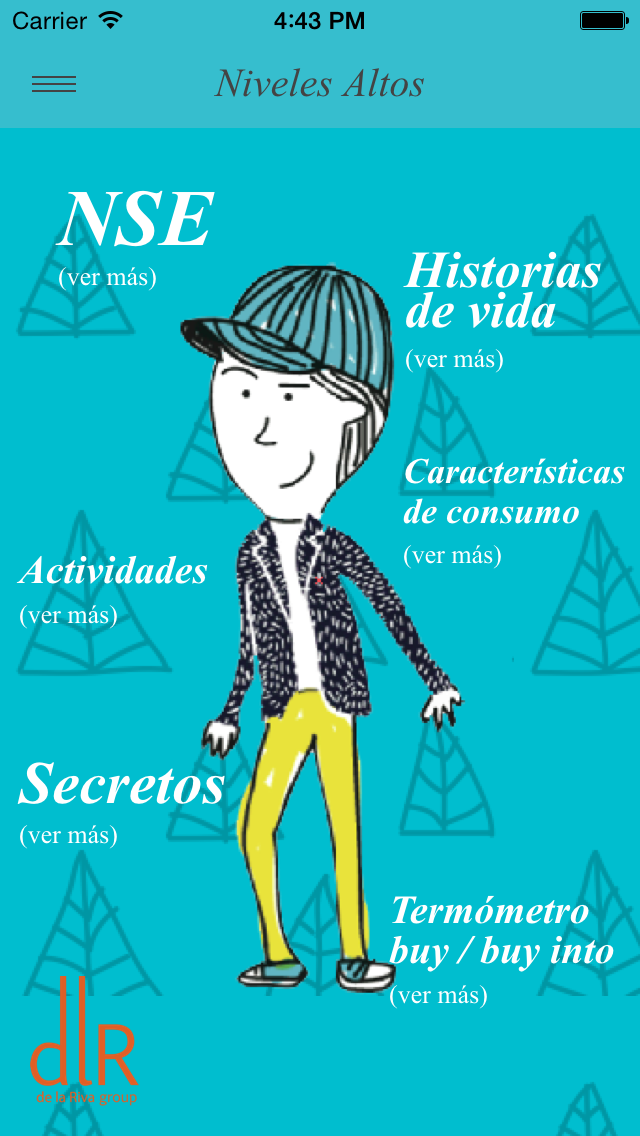 Carrier 4:43 PM
Niveles Altos
NSE
(ver más)
Historias
de vida
(ver más)
Características
de consumo
(ver más)
Actividades
(ver más)
Secretos
(ver más)
Termómetro
buy / buy into
(ver más)
dlR
de la Riva group